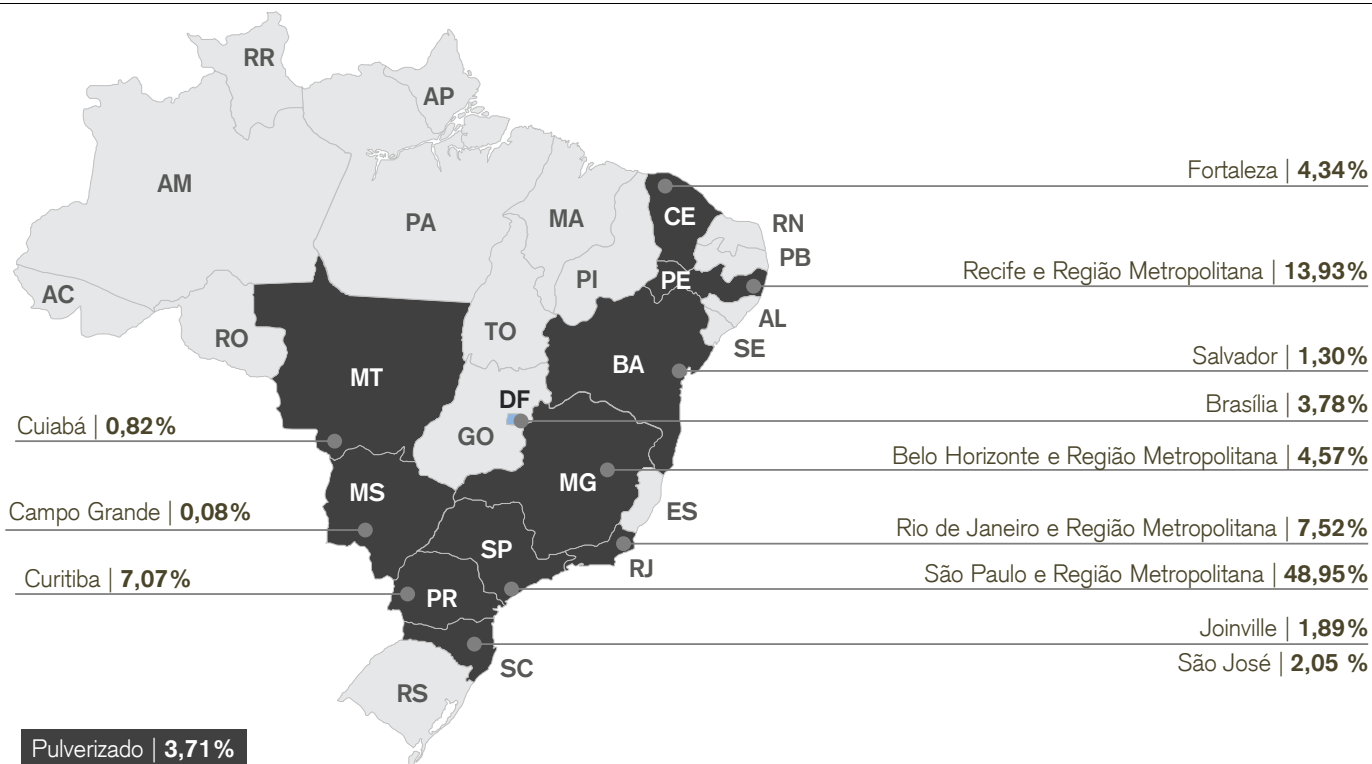 RR
AP
AM
PA
MA
CE
RN
PB
PI
PE
AC
RO
TO
AL
SE
BA
MT
DF
GO
MS
MG
ES
SP
RJ
PR
SC
RS
Fortaleza | 4,34%
Recife e Região Metropolitana | 13,93%
Salvador | 1,30%
Brasília | 3,78%
Belo Horizonte e Região Metropolitana | 4,57%
Rio de Janeiro e Região Metropolitana | 7,52%
São Paulo e Região Metropolitana | 48,95%
Joinville | 1,89%
São José | 2,05 %
Cuiabá | 0,82%
Campo Grande | 0,08%
Curitiba | 7,07%
Pulverizado | 3,71%